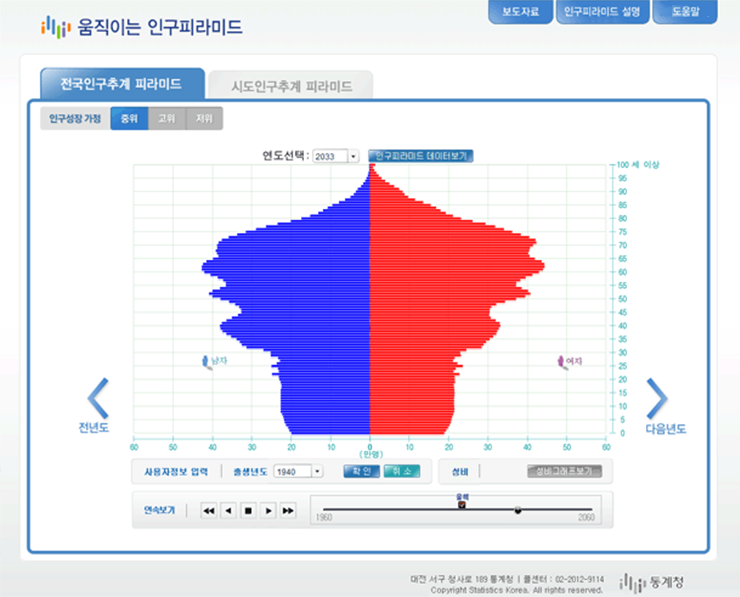 보도자료 인구피라미드 설명 도움말
움직이는 인구피라미드
전국인구추계 피라미드 시도인구추계 피라미드
인구성장 가정 중위 고위 저위
연도선택: 2033 인구피라미드 데이터보기
100 세 이상
95
90
85
80
75
70
65
60
55
50
45
40
35
30
남자 여자
25
20
15
10
전년도 다음년도
5
0
60 50 40 30 20 10 0 10 20 30 40 50 60
(만명)
사용자정보 입력 출생년도 1940 확 인 취 소 성비 성비그래프보기
올해
연속보기
1960 2060
대전 서구 청사로 189 통계청 | 콜센터 : 02-2012-9114
Copyright Statistics Korea. All rights reserved.
통계청